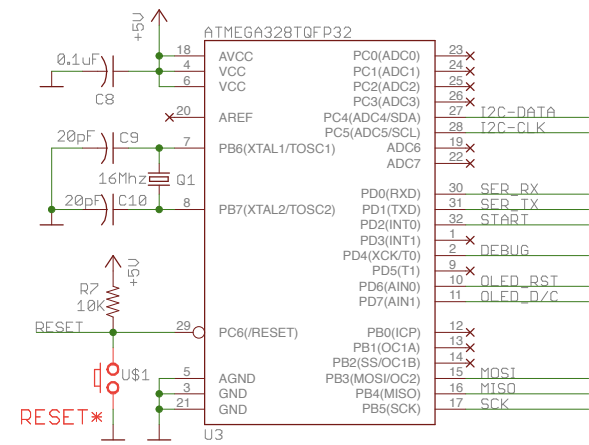 ATMEGA328TQFP32
+5V
0.1uF
C8
18 AVCC PC0(ADC0) 23
4 VCC PC1(ADC1) 24
6 VCC PC2(ADC2) 25
PC3(ADC3) 26
20 AREF PC4(ADC4/SDA) 27 I2C-DATA
PC5(ADC5/SCL) 28 I2C-CLK
20pF C9 7 PB6(XTAL1/TOSC1) ADC6 19
ADC7 22
16Mhz Q1
20pF C10 8 PB7(XTAL2/TOSC2)
PD0(RXD) 30 SER_RX
PD1(TXD) 31 SER_TX
PD2(INT0) 32 START
PD3(INT1) 1
PD4(XCK/T0) 2 DEBUG
PD5(T1) 9
PD6(AIN0) 10 OLED_RST
PD7(AIN1) 11 OLED_D/C
+5V
R7
10K
RESET 29 PC6(/RESET) PB0(ICP) 12
PB1(OC1A) 13
PB2(SS/OC1B) 14
U$1 5 AGND PB3(MOSI/OC2) 15 MOSI
3 GND PB4(MISO) 16 MISO
21 GND PB5(SCK) 17 SCK
RESET*
U3